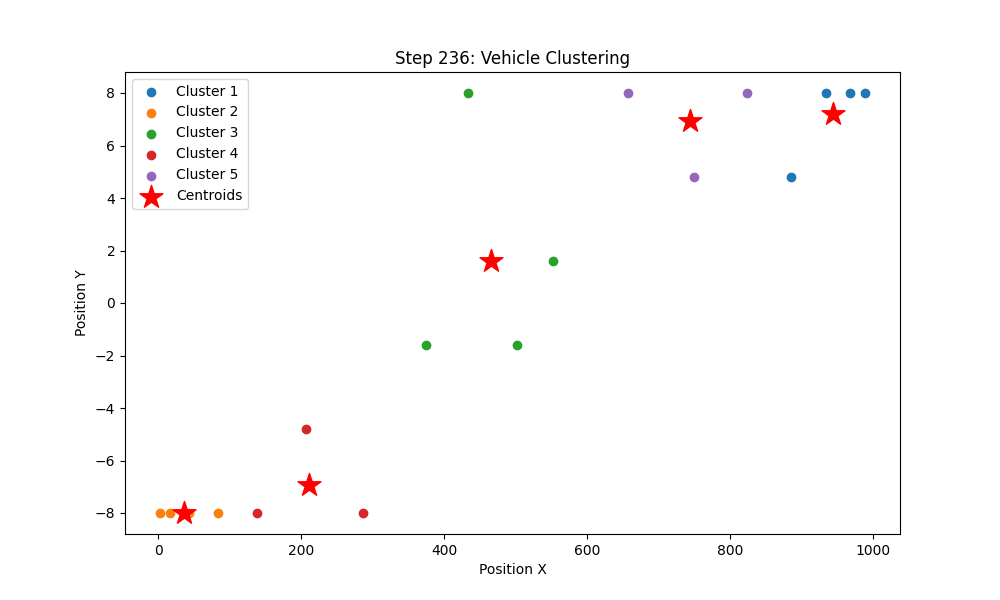 Step 236: Vehicle Clustering
Cluster 1
Cluster 2
Cluster 3
Cluster 4
Cluster 5
Centroids
8
6
4
2
0
−2
−4
−6
−8
Position Y
0 200 400 600 800 1000
Position X